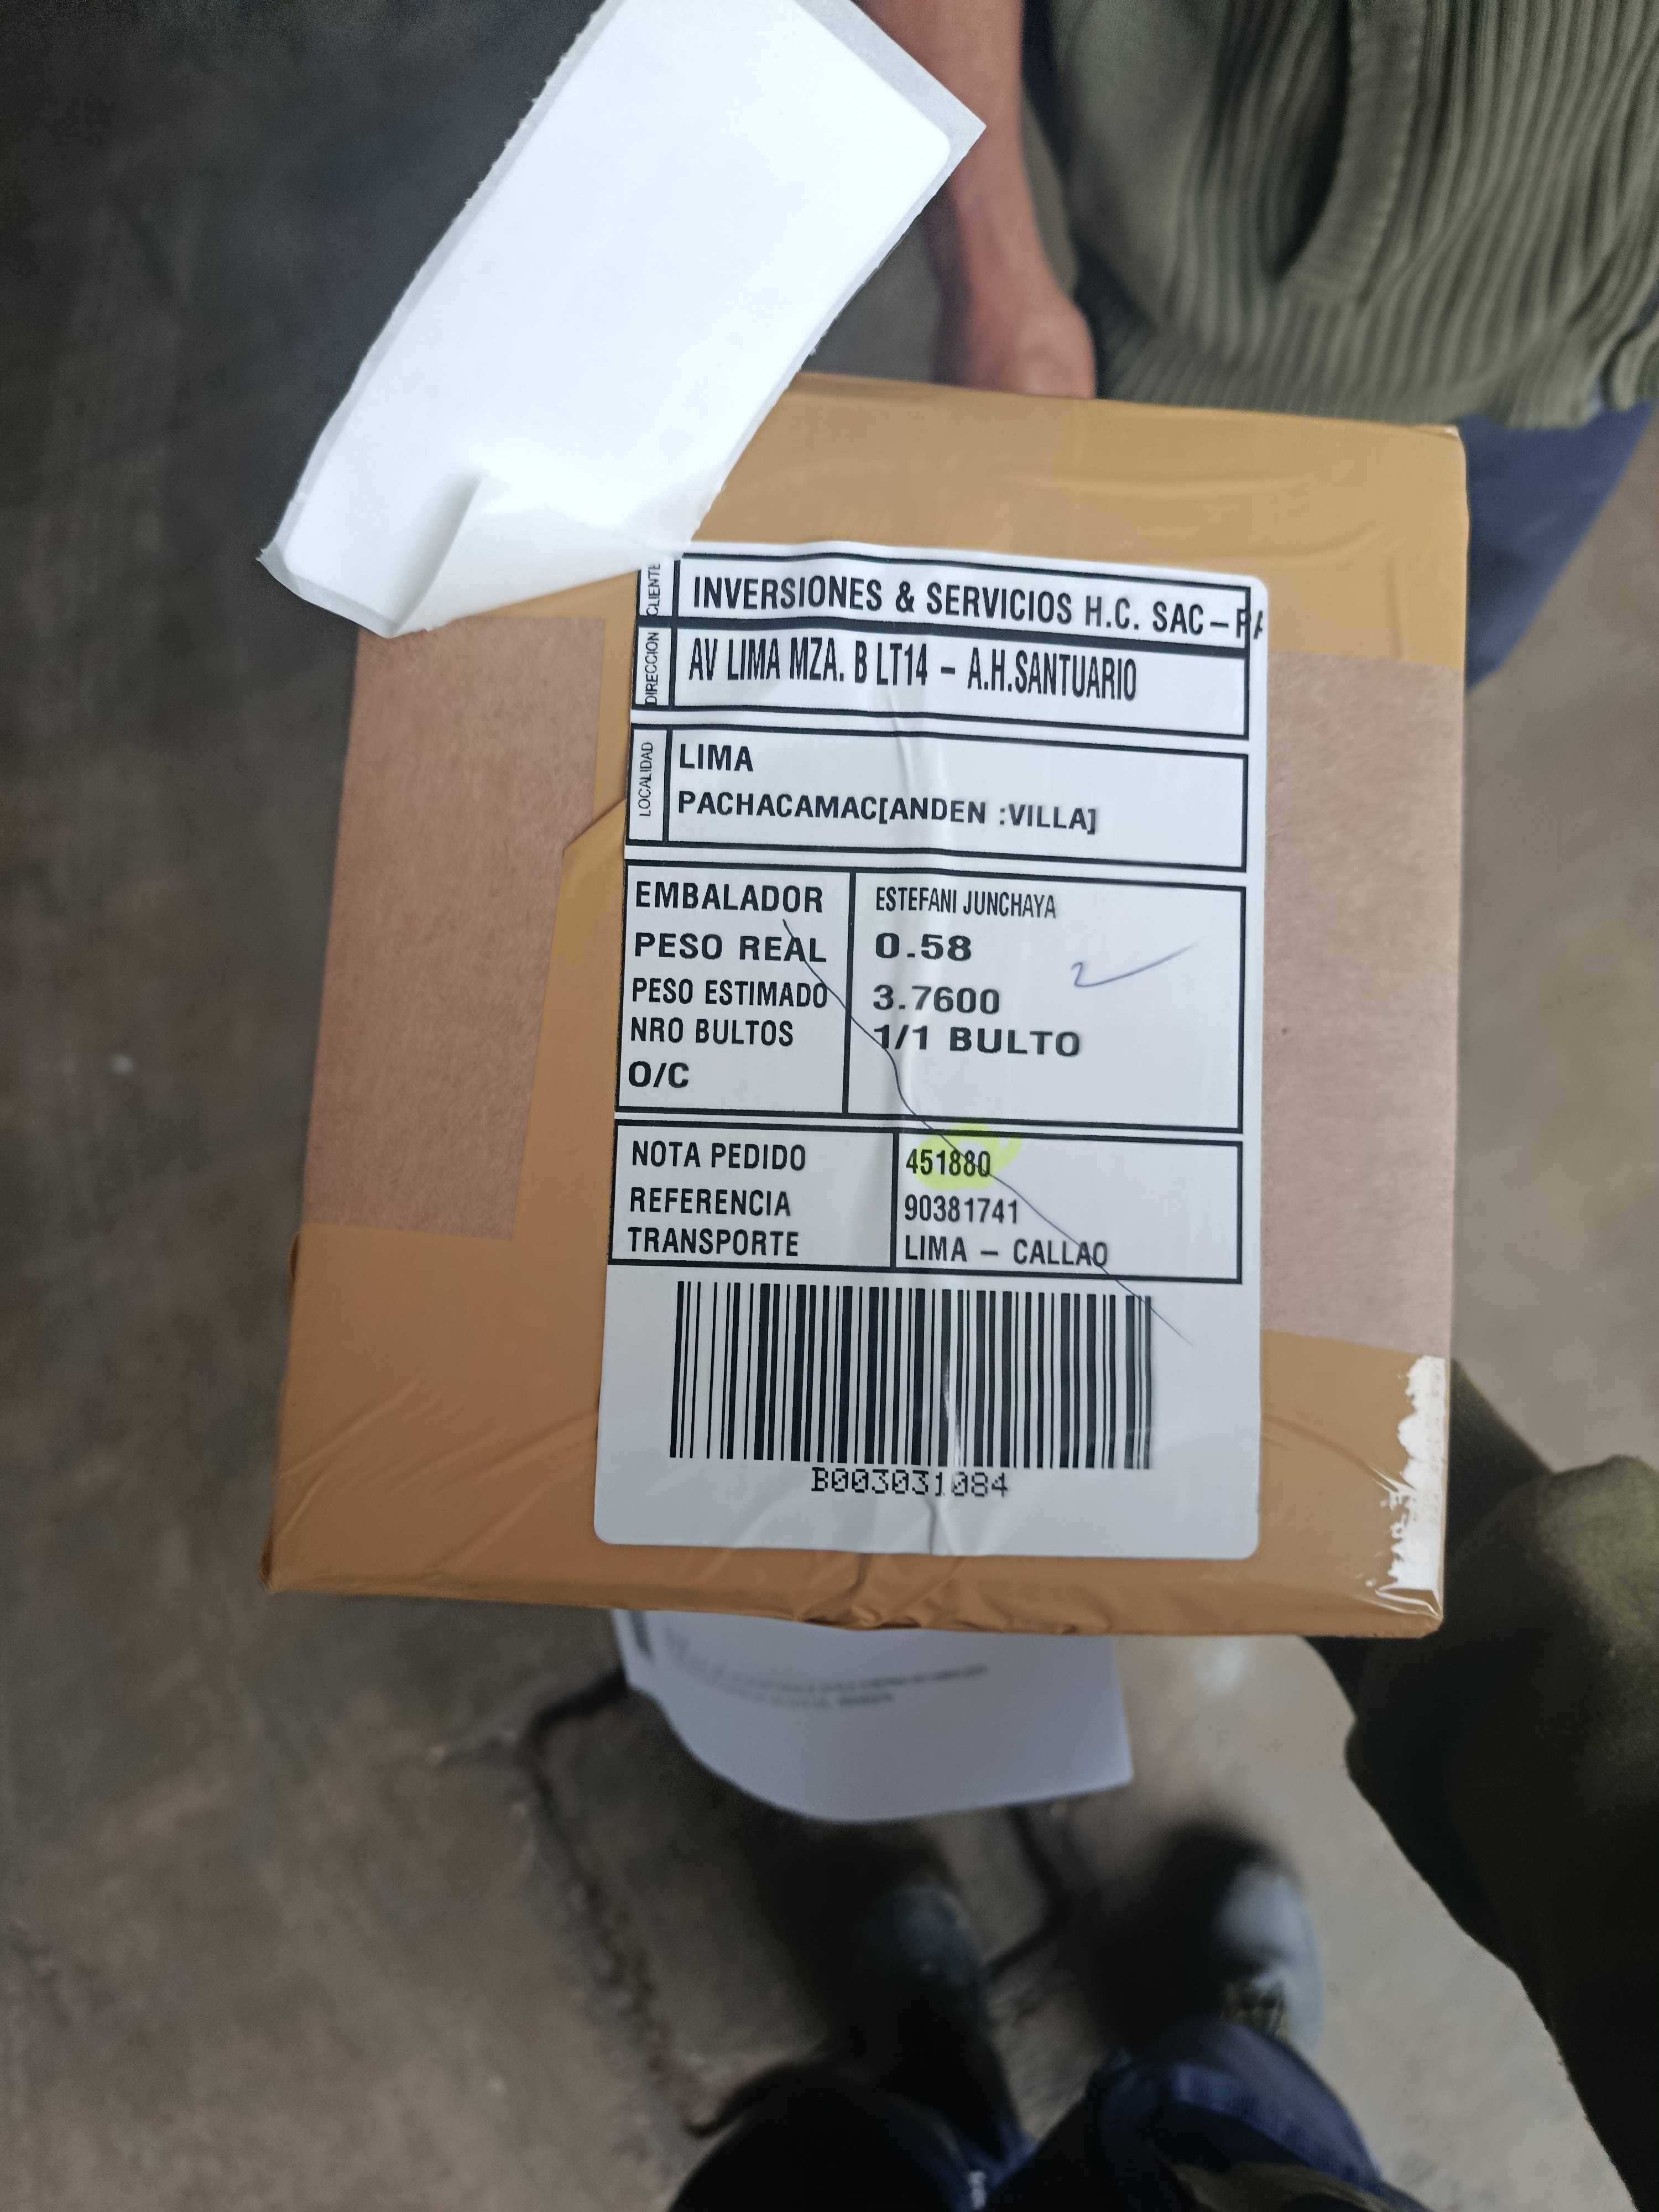 CLIENTE
INVERSIONES & SERVICIOS H.C. SAC – PA
DIRECCION
AV LIMA MZA. B LT14 – A.H.SANTUARIO
LOCALIDAD
LIMA
PACHACAMAC[ANDEN :VILLA]
EMBALADOR ESTEFANI JUNCHAYA
PESO REAL 0.58
PESO ESTIMADO 3.7600
NRO BULTOS 1/1 BULTO
O/C
NOTA PEDIDO 451880
REFERENCIA 90381741
TRANSPORTE LIMA – CALLAO
B003031084